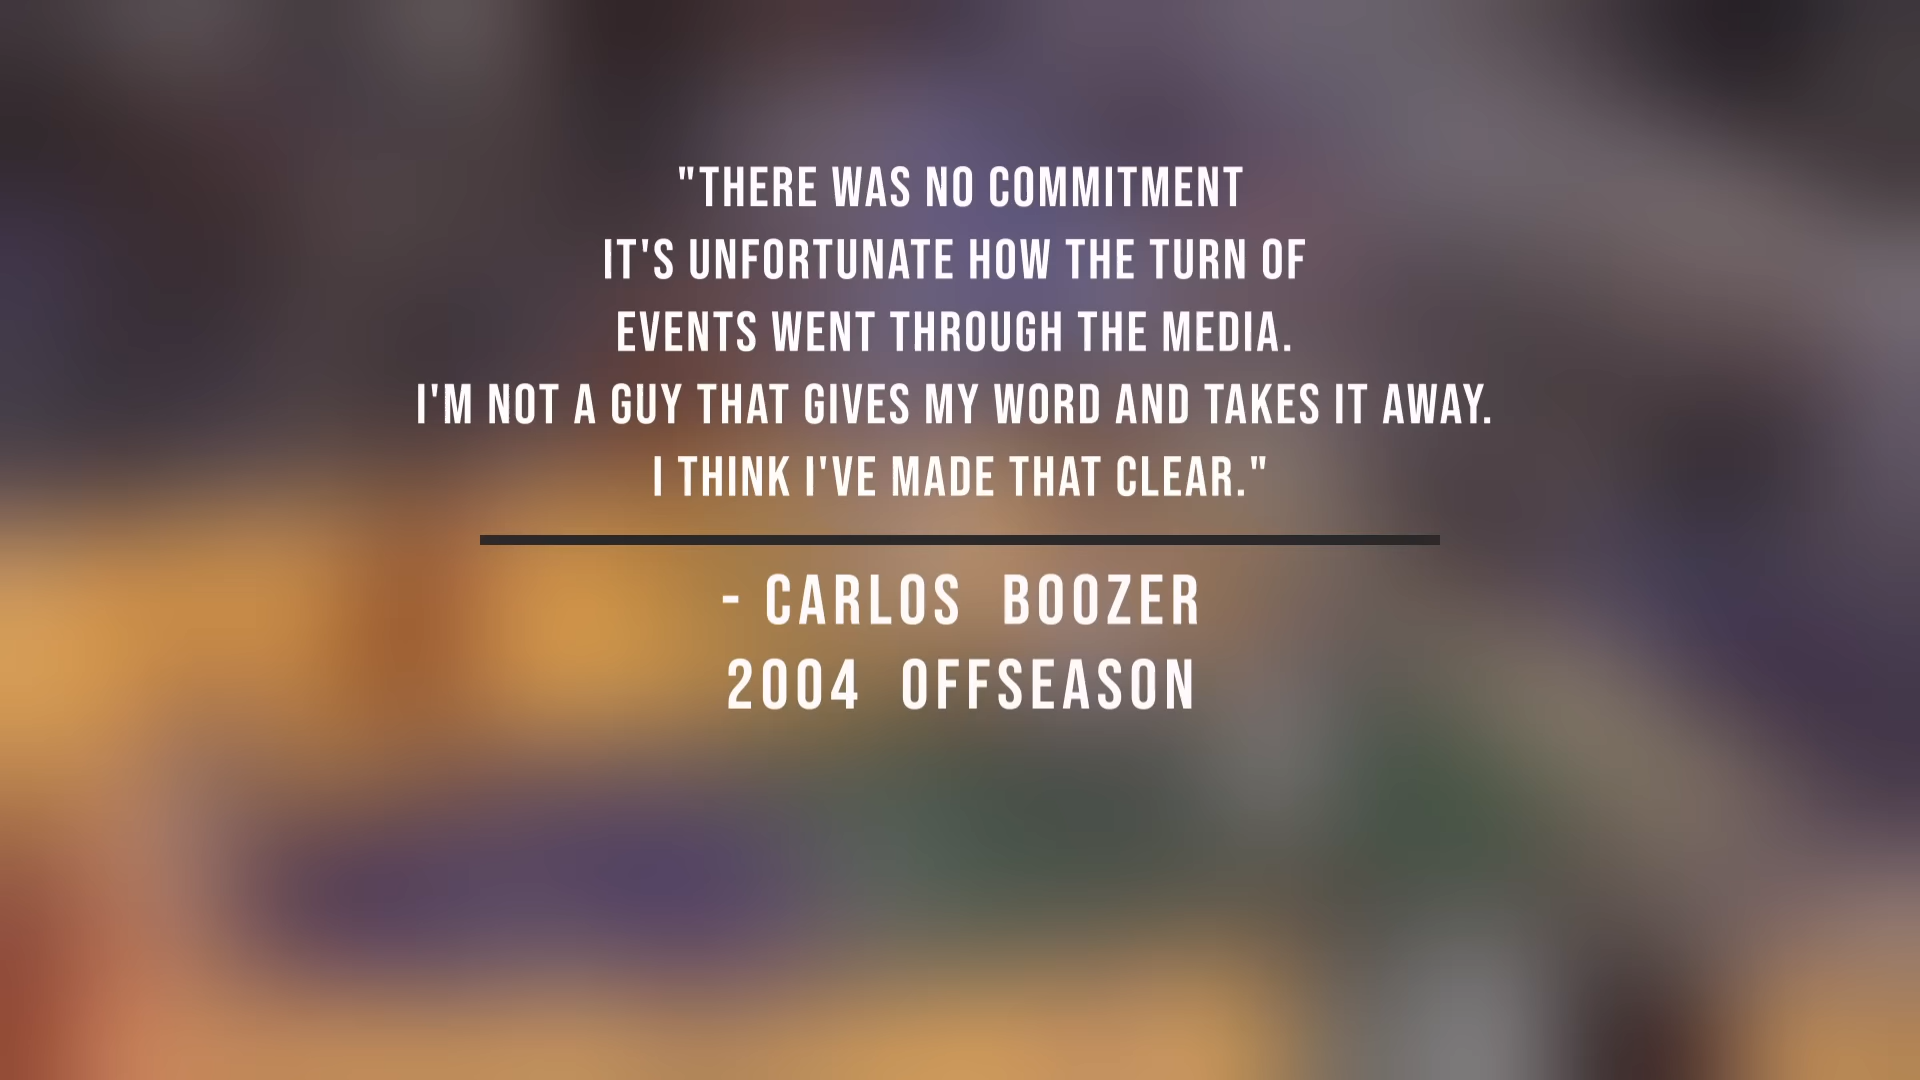 "THERE WAS NO COMMITMENT
IT'S UNFORTUNATE HOW THE TURN OF
EVENTS WENT THROUGH THE MEDIA.
I'M NOT A GUY THAT GIVES MY WORD AND TAKES IT AWAY.
I THINK I'VE MADE THAT CLEAR."
- CARLOS BOOZER
2004 OFFSEASON